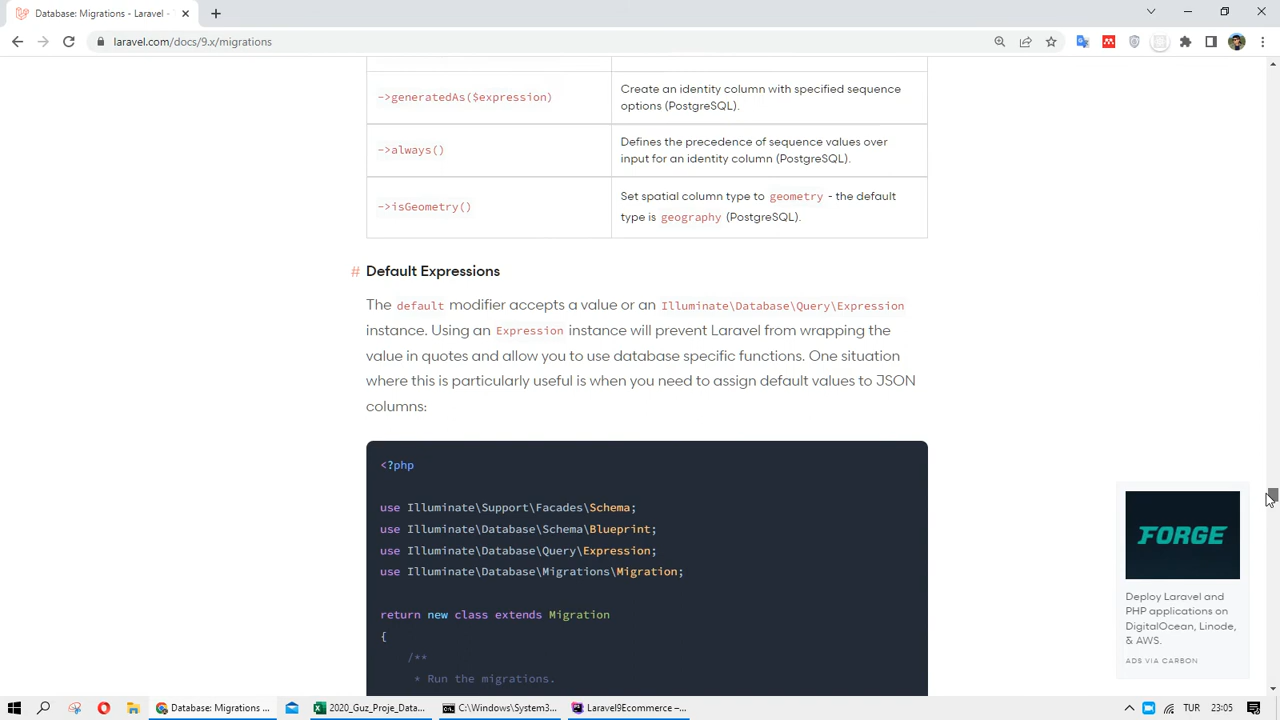 Database: Migrations - Laravel -
laravel.com/docs/9.x/migrations
->generatedAs($expression)
Create an identity column with specified sequence
options (PostgreSQL).
->always()
Defines the precedence of sequence values over
input for an identity column (PostgreSQL).
->isGeometry()
Set spatial column type to geometry - the default
type is geography (PostgreSQL).
# Default Expressions
The default modifier accepts a value or an Illuminate\Database\Query\Expression
instance. Using an Expression instance will prevent Laravel from wrapping the
value in quotes and allow you to use database specific functions. One situation
where this is particularly useful is when you need to assign default values to JSON
columns:
<?php
use Illuminate\Support\Facades\Schema;
use Illuminate\Database\Schema\Blueprint;
use Illuminate\Database\Query\Expression;
use Illuminate\Database\Migrations\Migration;
return new class extends Migration
{
/**
* Run the migrations.
FORGE
Deploy Laravel and
PHP applications on
DigitalOcean, Linode,
& AWS.
ADS VIA CARBON
Database: Migrations ...
2020_Guz_Proje_Data...
C:\Windows\System3...
Laravel9Ecommerce –...
TUR
23:05